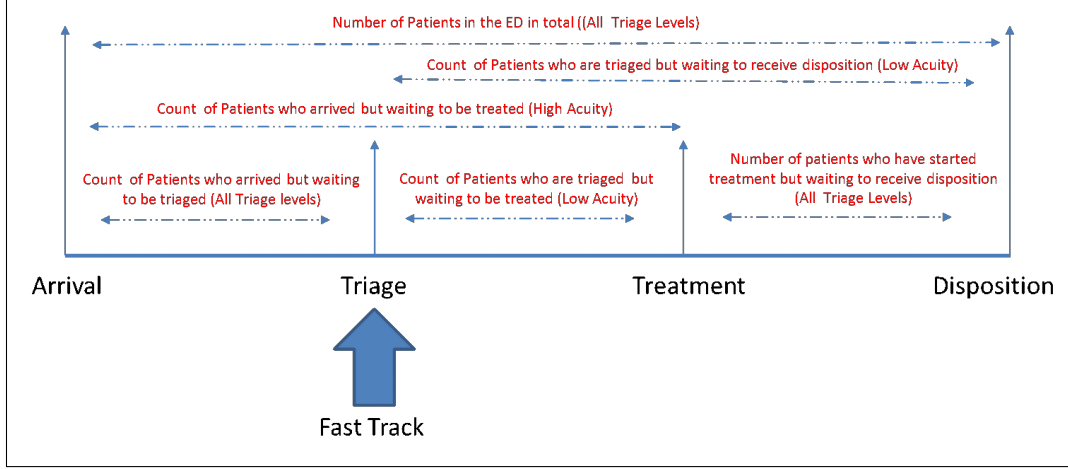 Number of Patients in the ED in total ((All Triage Levels)
Count of Patients who are triaged but waiting to receive disposition (Low Acuity)
Count of Patients who arrived but waiting to be treated (High Acuity)
Count of Patients who arrived but waiting
to be triaged (All Triage levels)
Count of Patients who are triaged but
waiting to be treated (Low Acuity)
Number of patients who have started
treatment but waiting to receive disposition
(All Triage Levels)
Arrival
Triage
Treatment
Disposition
Fast Track